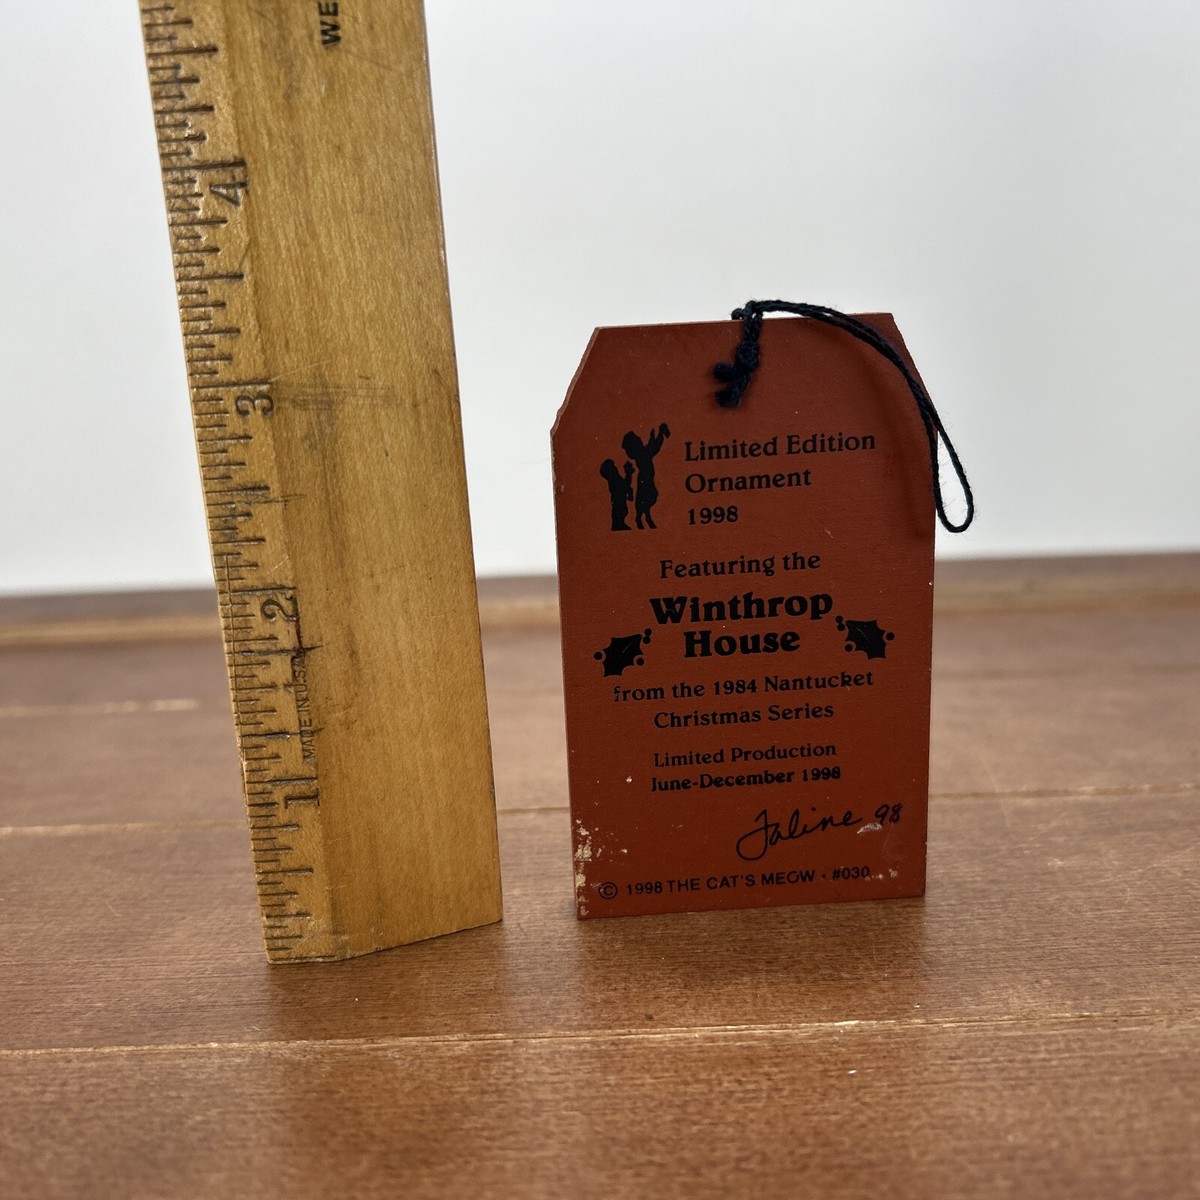 WE
4
3
2
1
MADE IN U.S.A.
Limited Edition
Ornament
1998
Featuring the
Winthrop
House
from the 1984 Nantucket
Christmas Series
Limited Production
June-December 1998
Faline 98
© 1998 THE CAT'S MEOW · #030